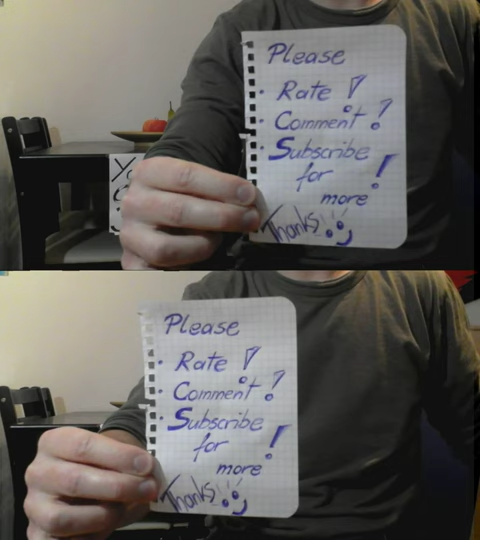 Please
• Rate !
• Comment ?
• Subscribe
for
more !
Thanks !! :)
Please
• Rate !
• Comment ?
• Subscribe
for
more !
Thanks !! :)